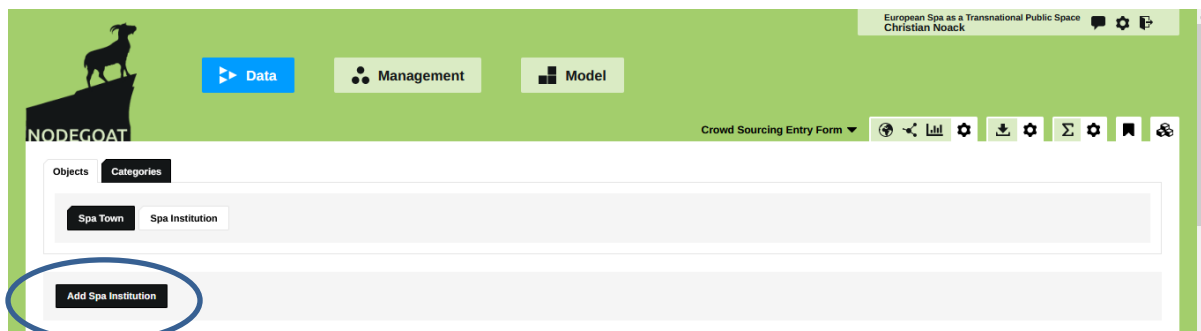 European Spa as a Transnational Public Space
Christian Noack
Data
Management
Model
NODEGOAT
Crowd Sourcing Entry Form
Objects
Categories
Spa Town
Spa Institution
Add Spa Institution